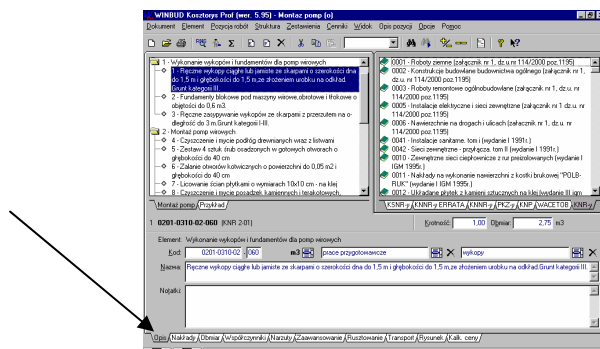 WINBUD Kosztorys Prof (wer. 5.95) - Montaz pomp (o)
Dokument Element Pozycja robót Struktura Zestawienia Cenniki Widok Opis pozycji Opcje Pomoc
1 - Wykonanie wykopów i fundamentów dla pomp wirowych
1 - Ręczne wykopy ciągłe lub jamiste ze skarpami o szerokości dna
do 1,5 m i głębokości do 1,5 m,ze złożeniem urobku na odkład.
Grunt kategorii III.
2 - Fundamenty blokowe pod maszyny wirowe,obrotowe i tłokowe o
objętości do 0,6 m3.
3 - Ręczne zasypywanie wykopów ze skarpami z przerzutem na o-
dległość do 3 m.Grunt kategorii I-III.
2 - Montaż pomp wirowych
4 - Czyszczenie i mycie podłóg drewnianych wraz z listwami
5 - Zestaw 4 sztuk śrub osadzonych w gotowych otworach o
głębokości do 40 cm
6 - Zalanie otworów kotwicznych o powierzchni do 0,05 m2 i
głębokości do 40 cm
7 - Licowanie ścian płytkami o wymiarach 10x10 cm - na klej
8 - Czyszczenie i mycie posadzek kamiennych i terakotowych.
Montaż pomp Przykład
0001 - Roboty ziemne (załącznik nr 1, dz.u nr 114/2000 poz.1195)
0002 - Konstrukcje budowlane budownictwa ogólnego (załącznik nr 1,
dz.u. nr 114/2000 poz.1195)
0003 - Roboty remontowe ogólnobudowlane (załącznik nr 1, dz.u. nr
114/2000 poz.1195)
0005 - Instalacje elektryczne i sieci zewnętrzne (załącznik nr 1, dz.u. nr
114/2000 poz.1195)
0006 - Nawierzchnie na drogach i ulicach (załącznik nr 1, dz.u. nr
114/2000 poz.1195)
0041 - Instalacje sanitarne. tom i (wydanie I 1991r.)
0042 - Sieci zewnętrzne - przyłącza. tom II (wydanie I 1991r.)
0010 - Zewnętrzne sieci ciepłownicze z rur preizolowanych (wydanie I
IGM 1995r.)
0011 - Nakłady na wykonanie nawierzchni z kostki brukowej "POLB-
RUK" (wydanie I IGM 1995r.)
0012 - Układanie płytek z kamieni sztucznych na klej (wydanie III igm
KSNR-y KNNR-y ERRATA KNNR-y PKZ-y KNP WACETOB KNR-y
1 0201-0310-02-060 (KNR 2-01) Krotność: 1,00 Obmiar: 2,75 m3
Element: Wykonanie wykopów i fundamentów dla pomp wirowych
Kod: 0201-0310-02 - 060 m3 prace przygotowawcze wykopy
Nazwa: Ręczne wykopy ciągłe lub jamiste ze skarpami o szerokości dna do 1,5 m i głębokości do 1,5 m,ze złożeniem urobku na odkład.Grunt kategorii III.
Notatki:
Opis Nakłady Obmiar Współczynniki Narzuty Zaawansowanie Rusztowanie Transport Rysunek Kalk. ceny